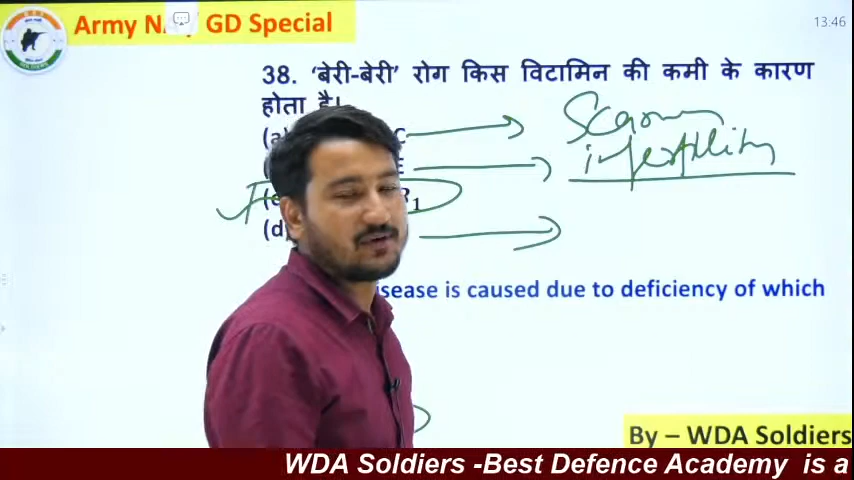 Army N GD Special
13:46
38. 'बेरी-बेरी' रोग किस विटामिन की कमी के कारण
होता है।
(a) C
E
B1
(d)
isease is caused due to deficiency of which
infertility
By – WDA Soldiers
WDA Soldiers -Best Defence Academy is a